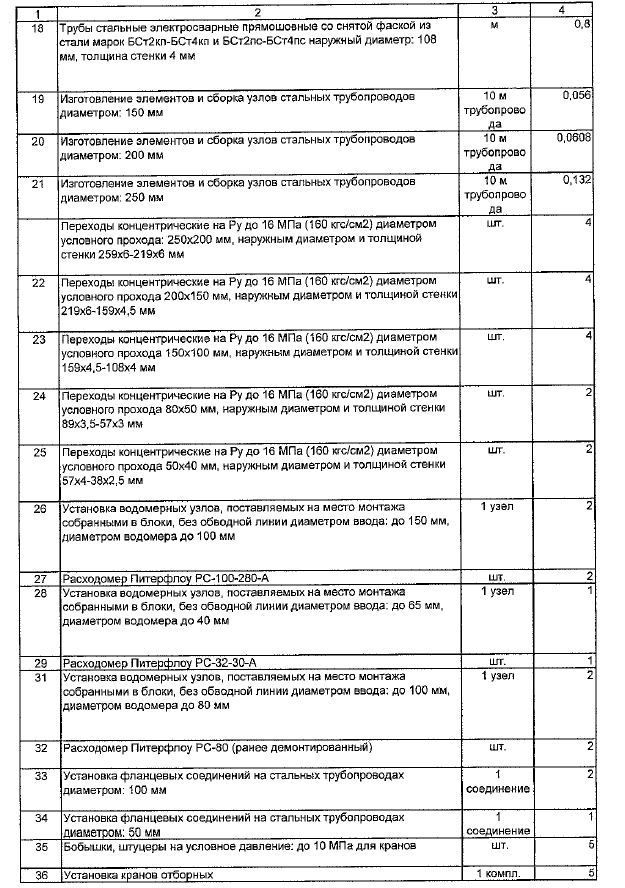 1 2 3 4
18 Трубы стальные электросварные прямошовные со снятой фаской из м 0,8
стали марок БСт2кп-БСт4кп и БСт2пс-БСт4пс наружный диаметр: 108
мм, толщина стенки 4 мм
19 Изготовление элементов и сборка узлов стальных трубопроводов 10 м 0,056
диаметром: 150 мм трубопрово
да
20 Изготовление элементов и сборка узлов стальных трубопроводов 10 м 0,0608
диаметром: 200 мм трубопрово
да
21 Изготовление элементов и сборка узлов стальных трубопроводов 10 м 0,132
диаметром: 250 мм трубопрово
да
Переходы концентрические на Ру до 16 МПа (160 кгс/см2) диаметром шт. 4
условного прохода: 250х200 мм, наружным диаметром и толщиной
стенки 259х6-219х6 мм
22 Переходы концентрические на Ру до 16 МПа (160 кгс/см2) диаметром шт. 4
условного прохода 200х150 мм, наружным диаметром и толщиной стенки
219х6-159х4,5 мм
23 Переходы концентрические на Ру до 16 МПа (160 кгс/см2) диаметром шт. 4
условного прохода 150х100 мм, наружным диаметром и толщиной стенки
159х4,5-108х4 мм
24 Переходы концентрические на Ру до 16 МПа (160 кгс/см2) диаметром шт. 2
условного прохода 80х50 мм, наружным диаметром и толщиной стенки
89х3,5-57х3 мм
25 Переходы концентрические на Ру до 16 МПа (160 кгс/см2) диаметром шт. 2
условного прохода 50х40 мм, наружным диаметром и толщиной стенки
57х4-38х2,5 мм
26 Установка водомерных узлов, поставляемых на место монтажа 1 узел 2
собранными в блоки, без обводной линии диаметром ввода: до 150 мм,
диаметром водомера до 100 мм
27 Расходомер Питерфлоу РС-100-280-А шт. 2
28 Установка водомерных узлов, поставляемых на место монтажа 1 узел 1
собранными в блоки, без обводной линии диаметром ввода: до 65 мм,
диаметром водомера до 40 мм
29 Расходомер Питерфлоу РС-32-30-А шт. 1
31 Установка водомерных узлов, поставляемых на место монтажа 1 узел 2
собранными в блоки, без обводной линии диаметром ввода: до 100 мм,
диаметром водомера до 80 мм
32 Расходомер Питерфлоу РС-80 (ранее демонтированный) шт. 2
33 Установка фланцевых соединений на стальных трубопроводах 1 2
диаметром: 100 мм соединение
34 Установка фланцевых соединений на стальных трубопроводах 1 1
диаметром: 50 мм соединение
35 Бобышки, штуцеры на условное давление: до 10 МПа для кранов шт. 5
36 Установка кранов отборных 1 компл. 5